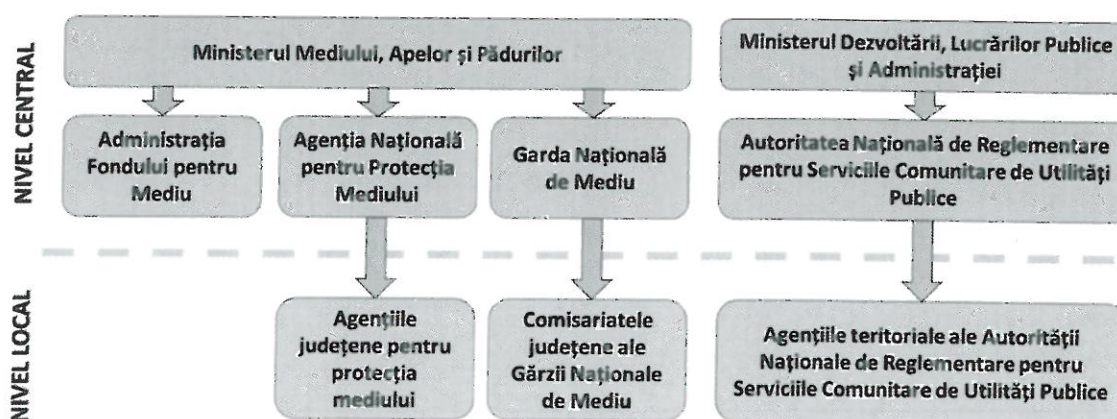 NIVEL CENTRAL
Ministerul Mediului, Apelor și Pădurilor
Ministerul Dezvoltării, Lucrărilor Publice
și Administrației
Administrația
Fondului pentru
Mediu
Agenția Națională
pentru Protecția
Mediului
Garda Națională
de Mediu
Autoritatea Națională de Reglementare
pentru Serviciile Comunitare de Utilități
Publice
NIVEL LOCAL
Agențiile
județene pentru
protecția
mediului
Comisariatele
județene ale
Gărzii Naționale
de Mediu
Agențiile teritoriale ale Autorității
Naționale de Reglementare pentru
Serviciile Comunitare de Utilități Publice